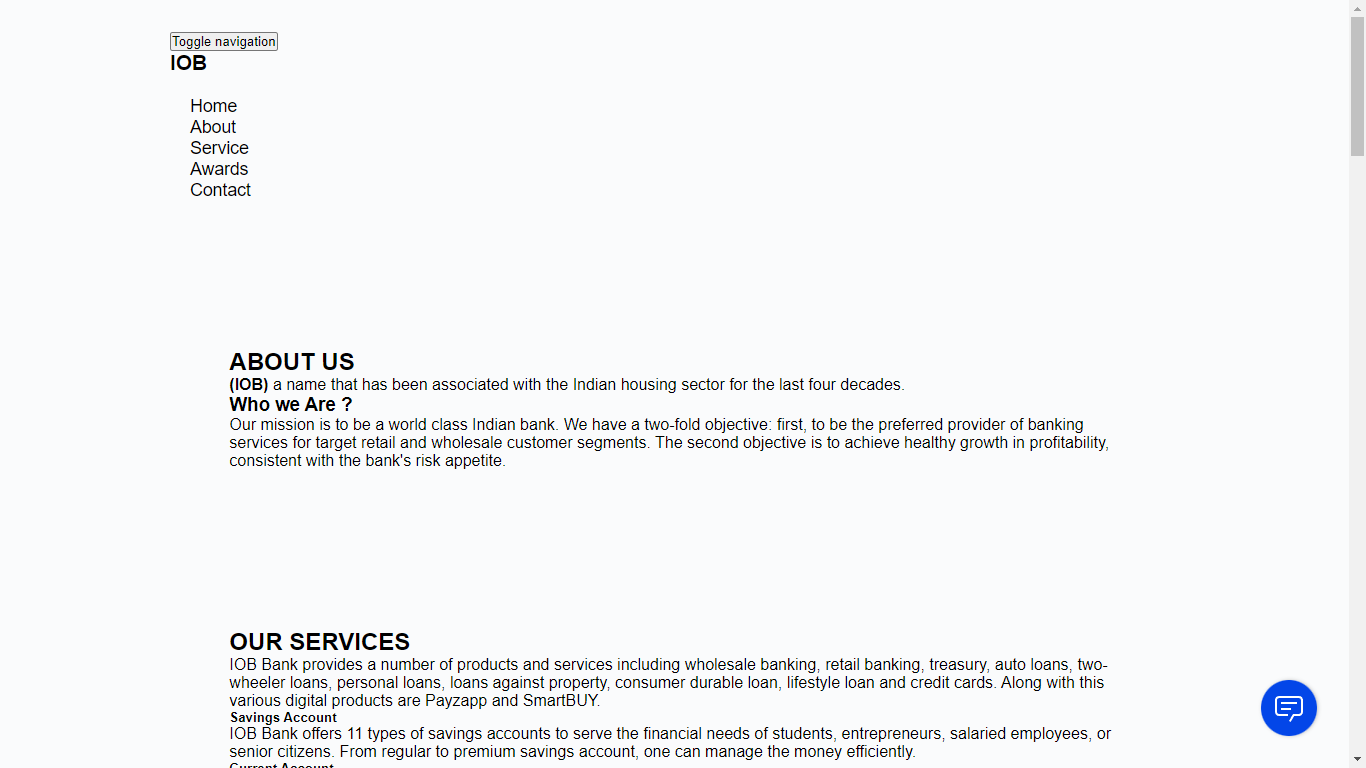 Toggle navigation
IOB
Home
About
Service
Awards
Contact
ABOUT US
(IOB) a name that has been associated with the Indian housing sector for the last four decades.
Who we Are ?
Our mission is to be a world class Indian bank. We have a two-fold objective: first, to be the preferred provider of banking
services for target retail and wholesale customer segments. The second objective is to achieve healthy growth in profitability,
consistent with the bank's risk appetite.
OUR SERVICES
IOB Bank provides a number of products and services including wholesale banking, retail banking, treasury, auto loans, two-
wheeler loans, personal loans, loans against property, consumer durable loan, lifestyle loan and credit cards. Along with this
various digital products are Payzapp and SmartBUY.
Savings Account
IOB Bank offers 11 types of savings accounts to serve the financial needs of students, entrepreneurs, salaried employees, or
senior citizens. From regular to premium savings account, one can manage the money efficiently.
Current Account